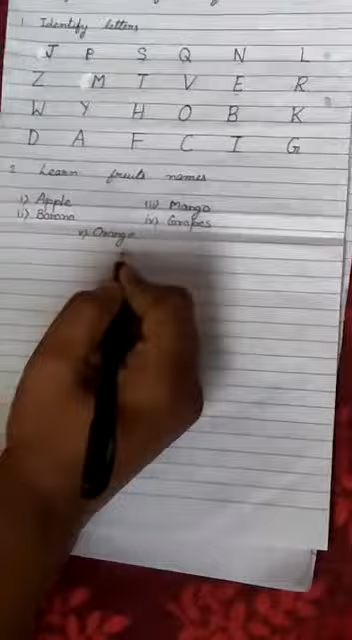 1. Identify letters
J P S Q N L
Z M T V E R
W Y H O B K
D A F C I G
2. Learn fruits names
i) Apple iii) Mango
ii) Banana iv) Grapes
v) Orange